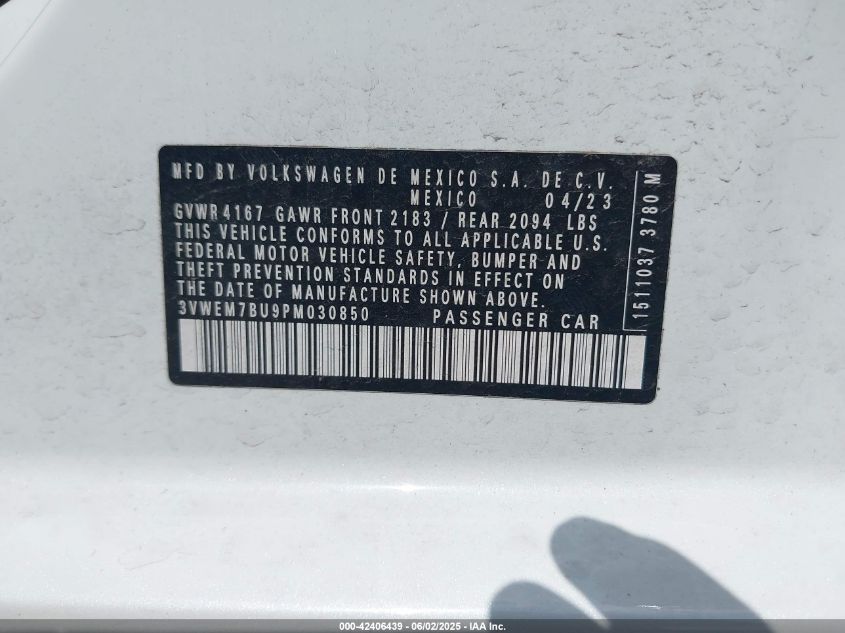 MFD BY VOLKSWAGEN DE MEXICO S.A. DE C.V.
MEXICO 04/23
GVWR 4167 GAWR FRONT 2183 / REAR 2094 LBS
THIS VEHICLE CONFORMS TO ALL APPLICABLE U.S.
FEDERAL MOTOR VEHICLE SAFETY, BUMPER AND
THEFT PREVENTION STANDARDS IN EFFECT ON
THE DATE OF MANUFACTURE SHOWN ABOVE.
3VWEM7BU9PM030850 PASSENGER CAR
1511037 3780 M
000-42406439 - 06/02/2025 - IAA Inc.